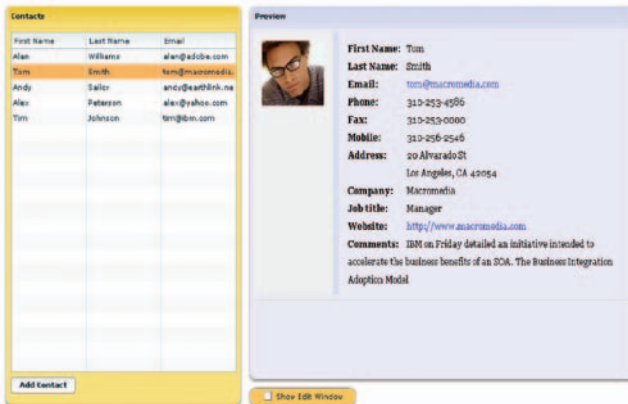 Contacts
First Name Last Name Email
Alan Williams alan@adobe.com
Tom Smith tom@macromedia.
Andy Sailor andy@earthlink.ne
Alex Peterson alex@yahoo.com
Tim Johnson tim@ibm.com
Add Contact
Preview
First Name: Tom
Last Name: Smith
Email: tom@macromedia.com
Phone: 310-253-4586
Fax: 310-253-0000
Mobile: 310-256-2546
Address: 20 Alvarado St
Los Angeles, CA 42054
Company: Macromedia
Job title: Manager
Website: http://www.macromedia.com
Comments: IBM on Friday detailed an initiative intended to
accelerate the business benefits of an SOA. The Business Integration
Adoption Model
Show Edit Window